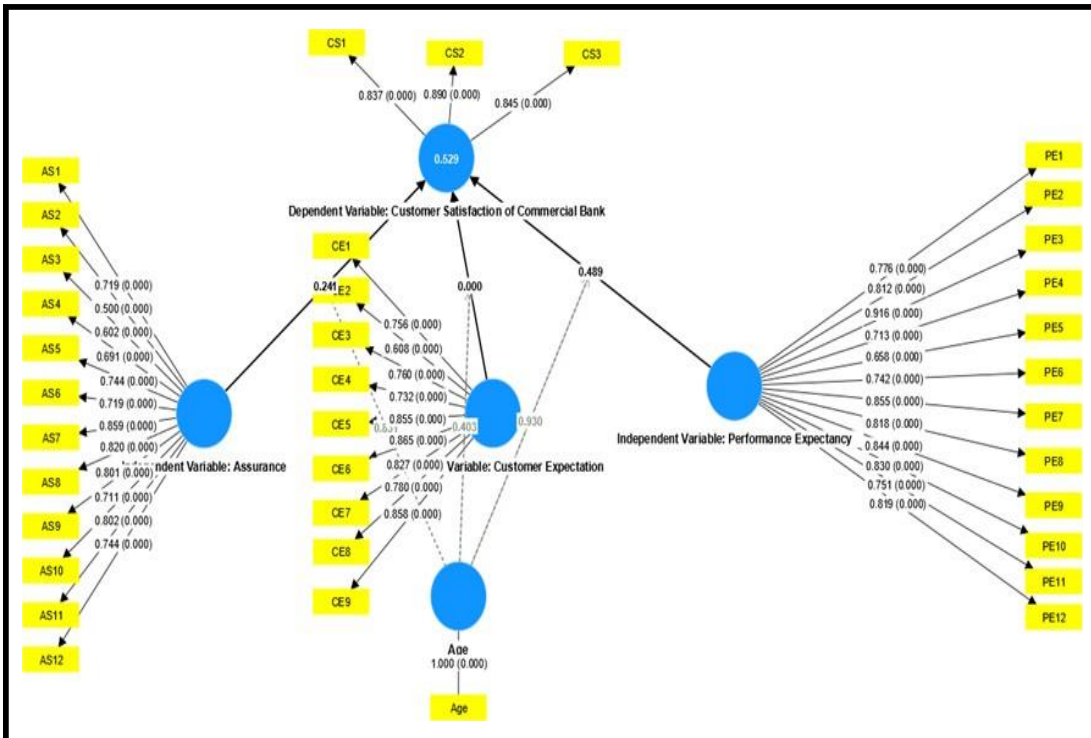 CS1
CS2
CS3
0.837 (0.000)
0.890 (0.000)
0.845 (0.000)
0.529
Dependent Variable: Customer Satisfaction of Commercial Bank
AS1
AS2
AS3
AS4
AS5
AS6
AS7
AS8
AS9
AS10
AS11
AS12
0.719 (0.000)
0.500 (0.000)
0.602 (0.000)
0.691 (0.000)
0.744 (0.000)
0.719 (0.000)
0.859 (0.000)
0.820 (0.000)
0.801 (0.000)
0.711 (0.000)
0.802 (0.000)
0.744 (0.000)
Variable: Assurance
0.241
0.000
0.489
CE1
CE3
CE4
CE5
CE6
CE7
CE8
CE9
0.756 (0.000)
0.608 (0.000)
0.760 (0.000)
0.732 (0.000)
0.855 (0.000)
0.865 (0.000)
0.827 (0.000)
0.780 (0.000)
0.858 (0.000)
0.403
0.930
Variable: Customer Expectation
Age
1.000 (0.000)
Age
PE1
PE2
PE3
PE4
PE5
PE6
PE7
PE8
PE9
PE10
PE11
PE12
0.776 (0.000)
0.812 (0.000)
0.916 (0.000)
0.713 (0.000)
0.658 (0.000)
0.742 (0.000)
0.855 (0.000)
0.818 (0.000)
0.844 (0.000)
0.830 (0.000)
0.751 (0.000)
0.819 (0.000)
Independent Variable: Performance Expectancy